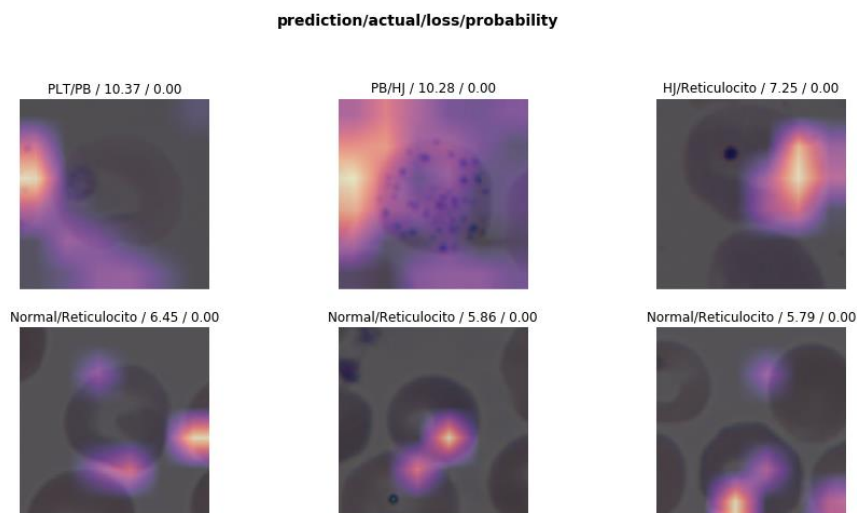 prediction/actual/loss/probability
PLT/PB / 10.37 / 0.00
PB/HJ / 10.28 / 0.00
HJ/Reticulocito / 7.25 / 0.00
Normal/Reticulocito / 6.45 / 0.00
Normal/Reticulocito / 5.86 / 0.00
Normal/Reticulocito / 5.79 / 0.00